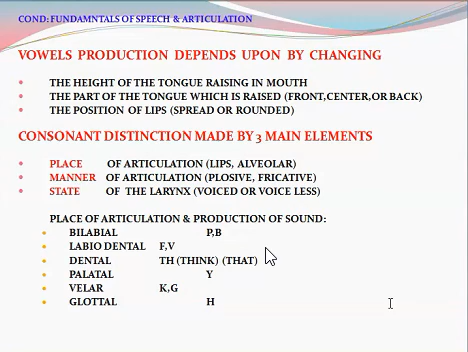 COND: FUNDAMNTALS OF SPEECH & ARTICULATION
VOWELS PRODUCTION DEPENDS UPON BY CHANGING
THE HEIGHT OF THE TONGUE RAISING IN MOUTH
THE PART OF THE TONGUE WHICH IS RAISED (FRONT,CENTER,OR BACK)
THE POSITION OF LIPS (SPREAD OR ROUNDED)
CONSONANT DISTINCTION MADE BY 3 MAIN ELEMENTS
PLACE OF ARTICULATION (LIPS, ALVEOLAR)
MANNER OF ARTICULATION (PLOSIVE, FRICATIVE)
STATE OF THE LARYNX (VOICED OR VOICE LESS)
PLACE OF ARTICULATION & PRODUCTION OF SOUND:
BILABIAL P,B
LABIO DENTAL F,V
DENTAL TH (THINK) (THAT)
PALATAL Y
VELAR K,G
GLOTTAL H